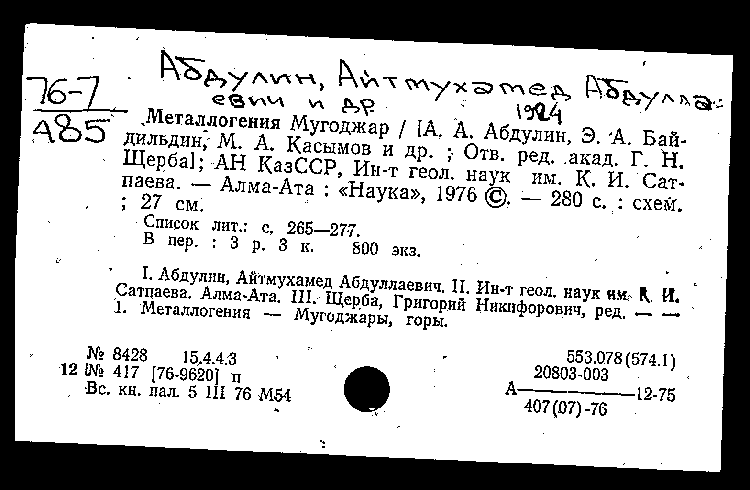 Абдулин, Айтмухамед Абдулла-
евич и др
1924
76-7
А85
Металлогения Мугоджар / [А. А. Абдулин, Э. А. Бай-
дильдин, М. А. Касымов и др. ; Отв. ред. акад. Г. Н.
Щерба]; АН КазССР, Ин-т геол. наук им. К. И. Сат-
паева. — Алма-Ата : «Наука», 1976 ©. — 280 с. : схем.
; 27 см.
Список лит.: с. 265—277.
В пер. : 3 р. 3 к. 800 экз.
I. Абдулин, Айтмухамед Абдуллаевич. II. Ин-т геол. наук им. К. И.
Сатпаева. Алма-Ата. III. Щерба, Григорий Никифорович, ред. — —
1. Металлогения — Мугоджары, горы.
№ 8428 15.4.4.3
12 № 417 [76-9620] п
Вс. кн. пал. 5 III 76 М54
553.078(574.1)
20803-003
А————12-75
407(07)-76